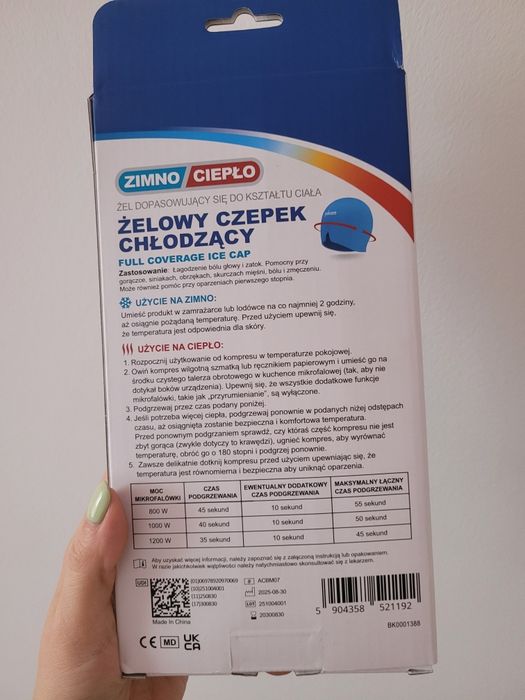 ZIMNO/CIEPŁO
ŻEL DOPASOWUJĄCY SIĘ DO KSZTAŁTU CIAŁA
ŻELOWY CZEPEK
CHŁODZĄCY
FULL COVERAGE ICE CAP
Zastosowanie: Łagodzenie bólu głowy i zatok. Pomocny przy
gorączce, siniakach, obrzękach, skurczach mięśni, bólu i zmęczeniu.
Może również pomóc przy oparzeniach pierwszego stopnia.
UŻYCIE NA ZIMNO:
Umieść produkt w zamrażarce lub lodówce na co najmniej 2 godziny,
aż osiągnie pożądaną temperaturę. Przed użyciem upewnij się,
że temperatura jest odpowiednia dla skóry.
UŻYCIE NA CIEPŁO:
1. Rozpocznij użytkowanie od kompresu w temperaturze pokojowej.
2. Owiń kompres wilgotną szmatką lub ręcznikiem papierowym i umieść go na
środku czystego talerza obrotowego w kuchence mikrofalowej (tak, aby nie
dotykał boków urządzenia). Upewnij się, że wszystkie dodatkowe funkcje
mikrofalówki, takie jak „przyrumienianie", są wyłączone.
3. Podgrzewaj przez czas podany poniżej.
4. Jeśli potrzeba więcej ciepła, podgrzewaj ponownie w podanych niżej odstępach
czasu, aż osiągnięta zostanie bezpieczna i komfortowa temperatura.
Przed ponownym podgrzaniem sprawdź, czy któraś część kompresu nie jest
zbyt gorąca (zwykle dotyczy to krawędzi), ugnieć kompres, aby wyrównać
temperaturę, obróć go o 180 stopni i podgrzej ponownie.
5. Zawsze delikatnie dotknij kompresu przed użyciem upewniając się, że
temperatura jest równomierna i bezpieczna aby uniknąć oparzenia.
MOC MIKROFALÓWKI CZAS PODGRZEWANIA EWENTUALNY DODATKOWY CZAS PODGRZEWANIA MAKSYMALNY ŁĄCZNY CZAS PODGRZEWANIA
800 W 45 sekund 10 sekund 55 sekund
1000 W 40 sekund 10 sekund 50 sekund
1200 W 35 sekund 10 sekund 45 sekund
Aby uzyskać więcej informacji, należy zapoznać się z załączoną instrukcją lub opakowaniem.
W razie jakichkolwiek wątpliwości należy natychmiastowo skonsultować się z lekarzem.
UDI
(01)06978920970069
(10)251004001
(11)250830
(17)300830
Made In China
# ACBM07
2025-08-30
LOT 251004001
20300830
5 904358 521192
BK0001388
CE MD UK CA